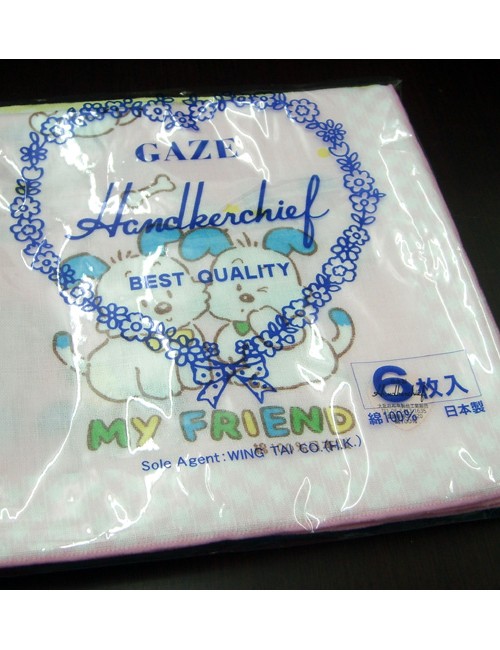 GAZE
Handkerchief
BEST QUALITY
MY FRIEND
Sole Agent: WING TAI CO.(H.K.)
6枚入
綿100%
日本製